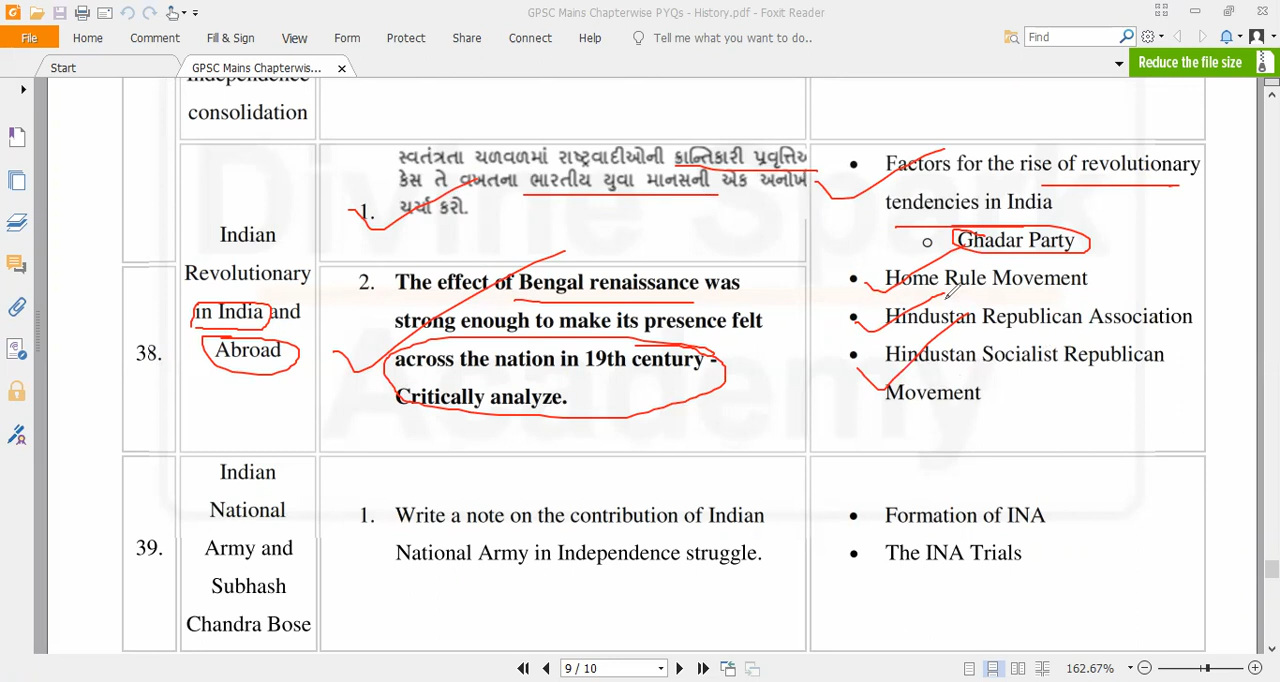 GPSC Mains Chapterwise PYQs - History.pdf - Foxit Reader
File Home Comment Fill & Sign View Form Protect Share Connect Help Tell me what you want to do.. Find
Start GPSC Mains Chapterwis... Reduce the file size
Independence
consolidation
38.
Indian
Revolutionary
in India and
Abroad
સ્વતંત્રતા ચળવળમાં રાષ્ટ્રવાદીઓની ક્રાન્તિકારી
કેસ તે વખતના ભારતીય યુવા માનસની એક
1. ચર્ચા કરો.
2. The effect of Bengal renaissance was
strong enough to make its presence felt
across the nation in 19th century -
Critically analyze.
• Factors for the rise of revolutionary
tendencies in India
o Ghadar Party
• Home Rule Movement
• Hindustan Republican Association
• Hindustan Socialist Republican
Movement
39.
Indian
National
Army and
Subhash
Chandra Bose
1. Write a note on the contribution of Indian
National Army in Independence struggle.
• Formation of INA
• The INA Trials
Divine Spark
Academy
9 / 10 162.67%